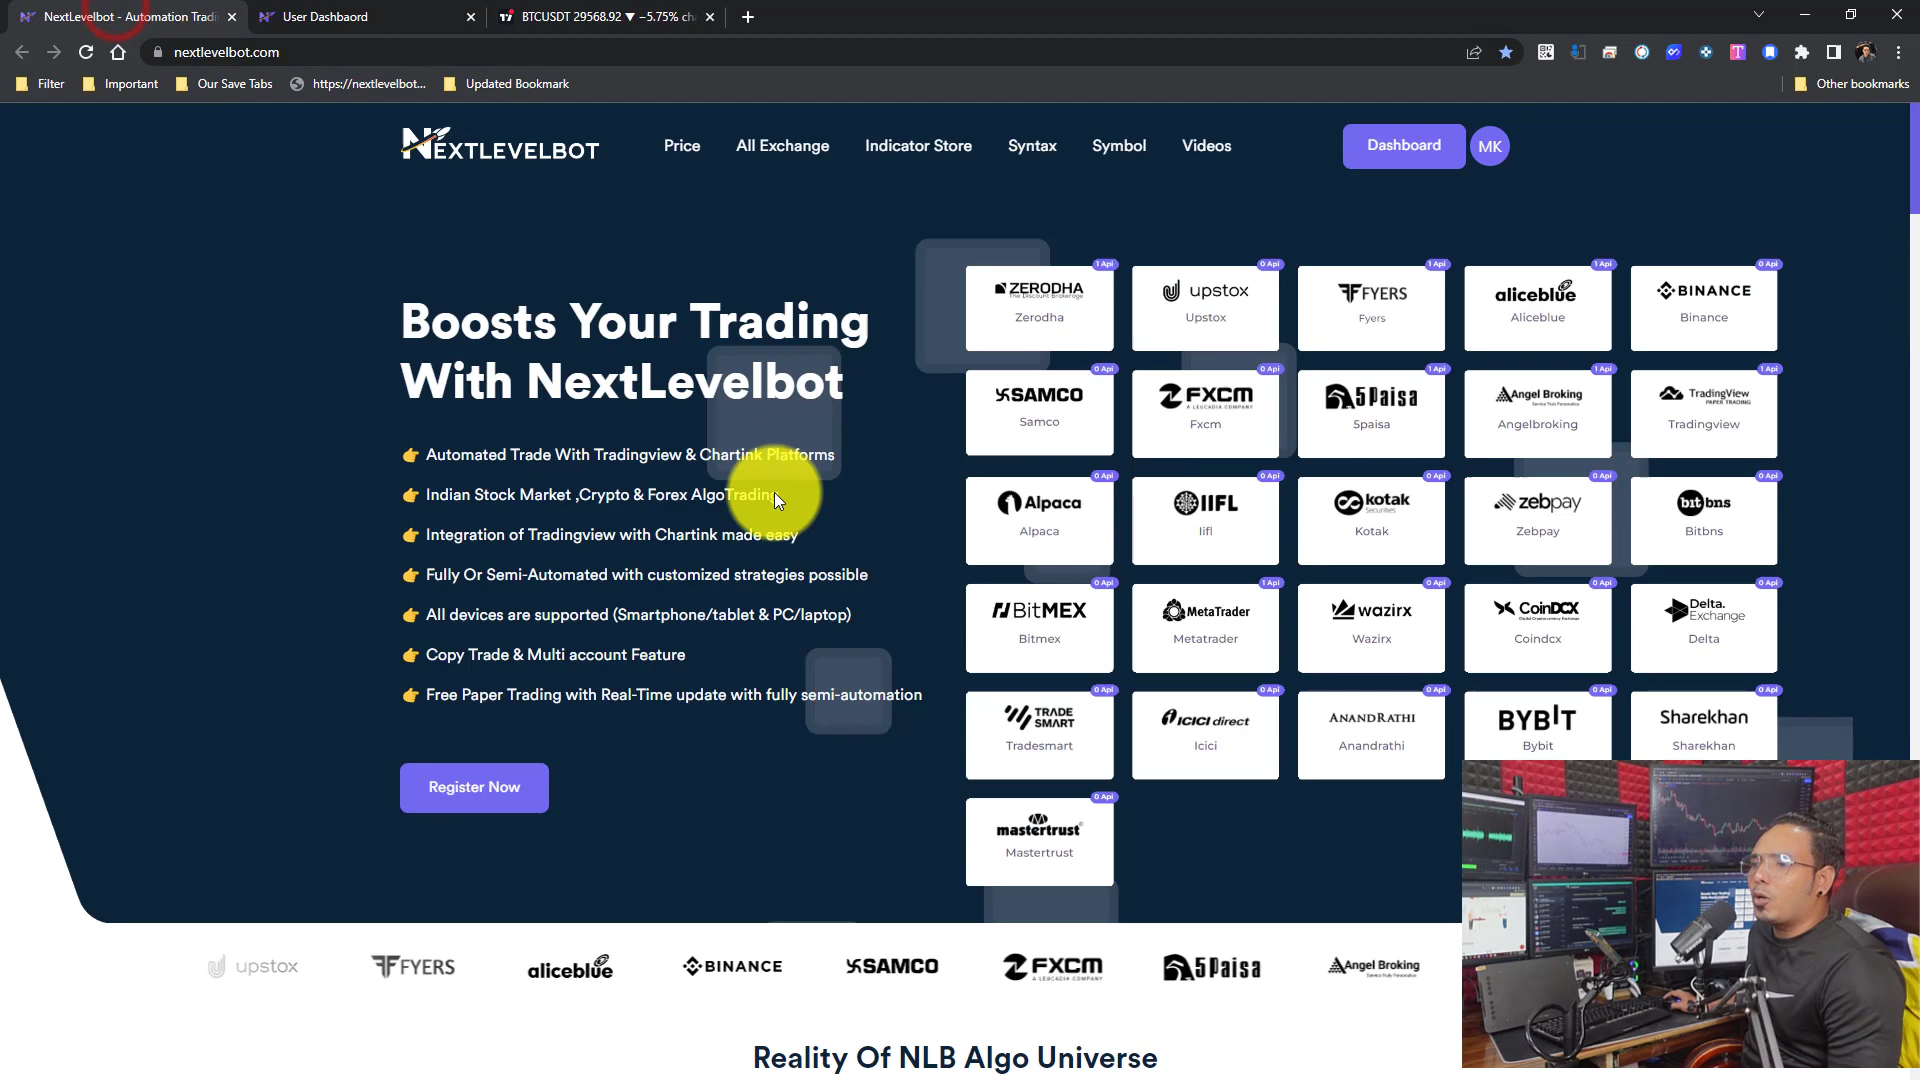 NextLevelbot - Automation Tradi
User Dashbaord
BTCUSDT 29568.92 ▼ −5.75% ch
nextlevelbot.com
Filter
Important
Our Save Tabs
https://nextlevelbot...
Updated Bookmark
Other bookmarks
NEXTLEVELBOT
Price
All Exchange
Indicator Store
Syntax
Symbol
Videos
Dashboard
MK
Boosts Your Trading
With NextLevelbot
👉 Automated Trade With Tradingview & Chartink Platforms
👉 Indian Stock Market ,Crypto & Forex AlgoTrading
👉 Integration of Tradingview with Chartink made easy
👉 Fully Or Semi-Automated with customized strategies possible
👉 All devices are supported (Smartphone/tablet & PC/laptop)
👉 Copy Trade & Multi account Feature
👉 Free Paper Trading with Real-Time update with fully semi-automation
Register Now
1 Api
ZERODHA
The Discount Brokerage
Zerodha
0 Api
upstox
Upstox
1 Api
FYERS
Fyers
1 Api
aliceblue
Aliceblue
0 Api
BINANCE
Binance
0 Api
SAMCO
Samco
0 Api
FXCM
A LEUCADIA COMPANY
Fxcm
1 Api
5paisa
5paisa
1 Api
Angel Broking
Angelbroking
1 Api
TradingView
PAPER TRADING
Tradingview
0 Api
Alpaca
Alpaca
0 Api
IIFL
Iifl
0 Api
kotak
Securities
Kotak
0 Api
zebpay
Zebpay
0 Api
bitbns
Bitbns
0 Api
BitMEX
Bitmex
1 Api
MetaTrader
Metatrader
0 Api
wazirx
Wazirx
0 Api
CoinDCX
Coindcx
0 Api
Delta.
Exchange
Delta
0 Api
TRADE
SMART
Tradesmart
0 Api
ICICI direct
Icici
0 Api
ANANDRATHI
Anandrathi
0 Api
BYBIT
Bybit
0 Api
Sharekhan
Sharekhan
0 Api
mastertrust
Mastertrust
upstox
FYERS
aliceblue
BINANCE
SAMCO
FXCM
A LEUCADIA COMPANY
5Paisa
Angel Broking
Reality Of NLB Algo Universe